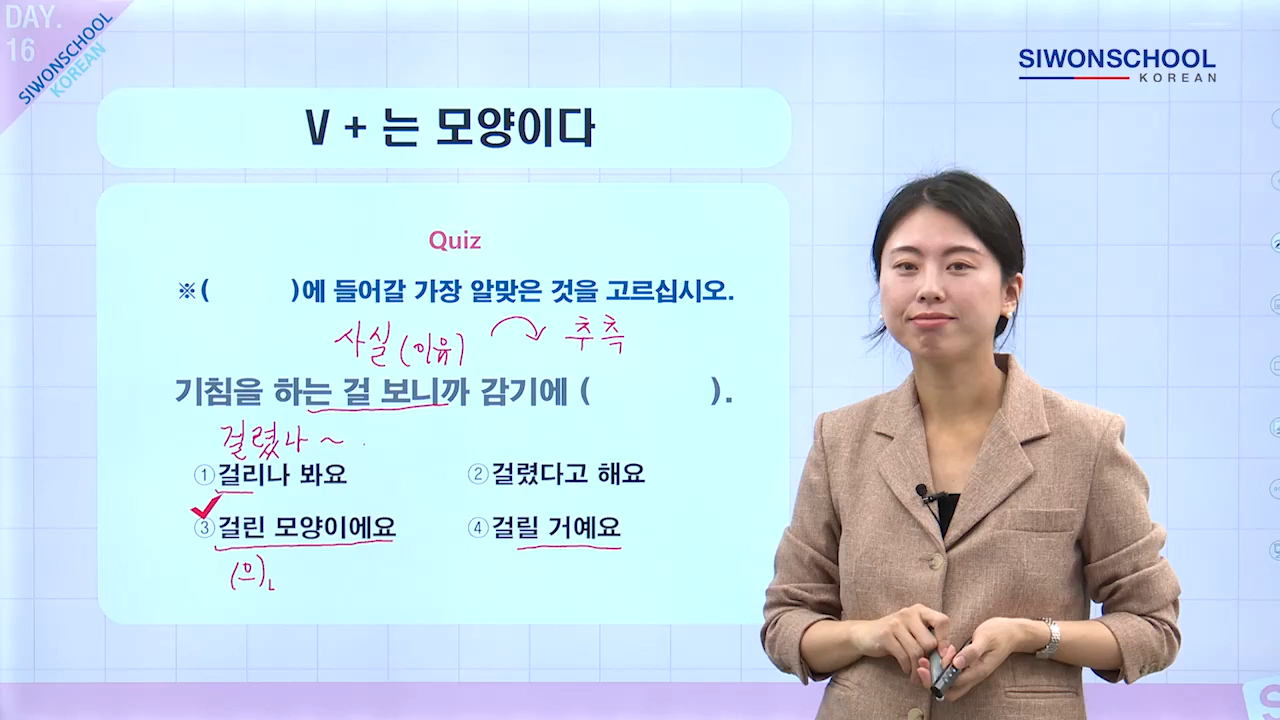 DAY.
16
SIWONSCHOOL
KOREAN
SIWONSCHOOL
KOREAN
V + 는 모양이다
Quiz
※(          )에 들어갈 가장 알맞은 것을 고르십시오.
사실 (이유) 추측
기침을 하는 걸 보니까 감기에 (          ).
걸렸나 ~
① 걸리나 봐요
② 걸렸다고 해요
③ 걸린 모양이에요
④ 걸릴 거예요
(으)ㄴ